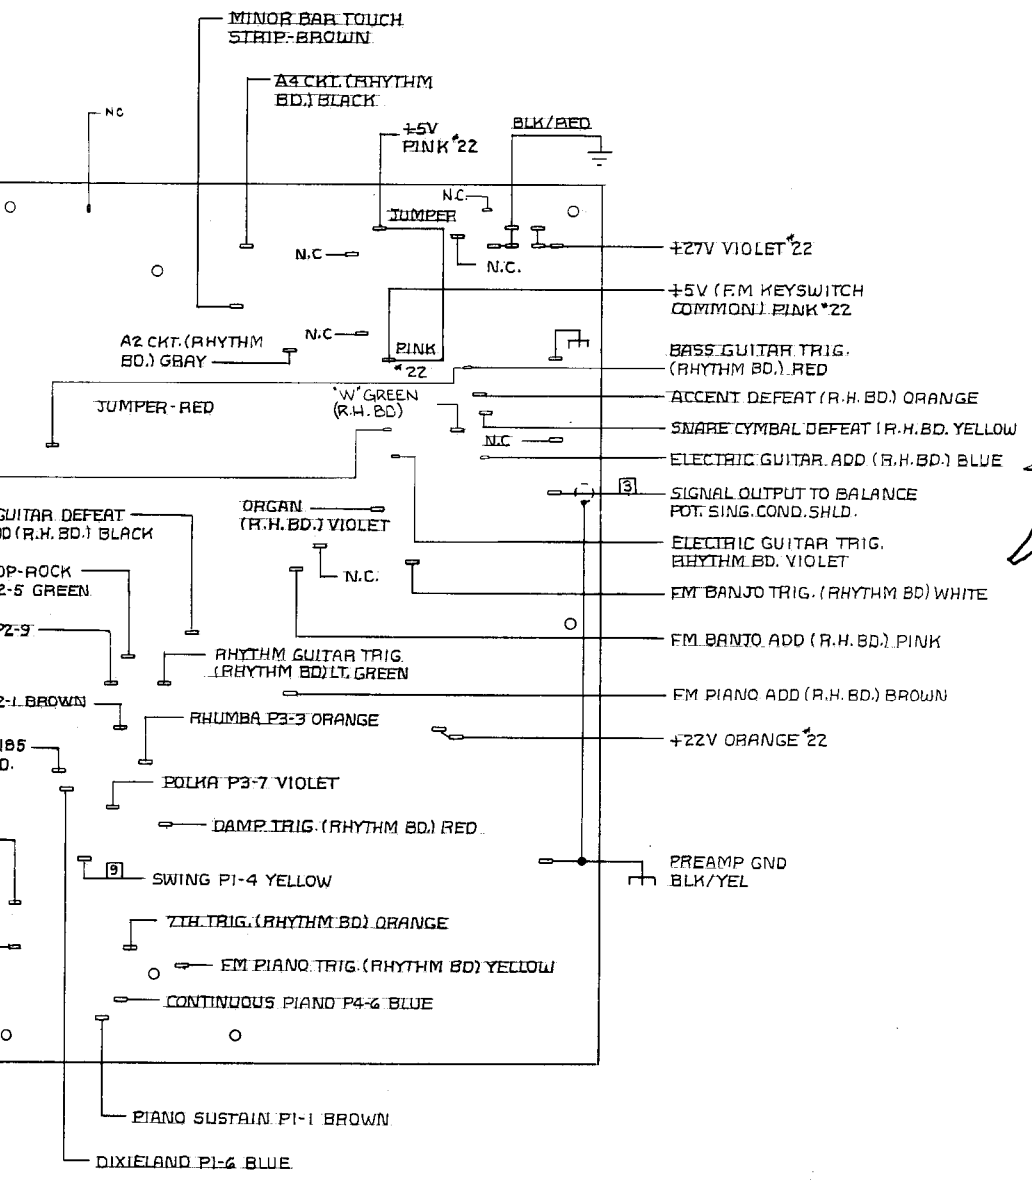 MINOR BAR TOUCH
STRIP-BROWN
A4 CKT. (RHYTHM
BD.) BLACK
NC
+5V
PINK #22
BLK/RED
N.C.
JUMPER
N.C
N.C.
+27V VIOLET #22
+5V (F.M KEYSWITCH
COMMON) PINK #22
N.C
A2 CKT. (RHYTHM
BD.) GRAY
PINK
#22
BASS GUITAR TRIG.
(RHYTHM BD.) RED
JUMPER-RED
"W" GREEN
(R.H. BD)
ACCENT DEFEAT (R.H. BD.) ORANGE
SNARE CYMBAL DEFEAT (R.H. BD. YELLOW
N.C
ELECTRIC GUITAR ADD (R.H. BD.) BLUE
3
SIGNAL OUTPUT TO BALANCE
POT. SING. COND. SHLD.
ORGAN
(R.H. BD.) VIOLET
GUITAR DEFEAT
(R.H. BD.) BLACK
ELECTRIC GUITAR TRIG.
RHYTHM BD. VIOLET
N.C.
OP-ROCK
2-5 GREEN
FM BANJO TRIG. (RHYTHM BD) WHITE
P2-9
FM BANJO ADD (R.H. BD.) PINK
RHYTHM GUITAR TRIG
(RHYTHM BD) LT. GREEN
2-1 BROWN
FM PIANO ADD (R.H. BD.) BROWN
RHUMBA P3-3 ORANGE
+22V ORANGE #22
185
D.
POLKA P3-7 VIOLET
DAMP TRIG. (RHYTHM BD.) RED
9
SWING P1-4 YELLOW
PREAMP GND
BLK/YEL
7TH. TRIG. (RHYTHM BD) ORANGE
FM PIANO TRIG. (RHYTHM BD) YELLOW
CONTINUOUS PIANO P4-6 BLUE
PIANO SUSTAIN P1-1 BROWN
DIXIELAND P1-6 BLUE